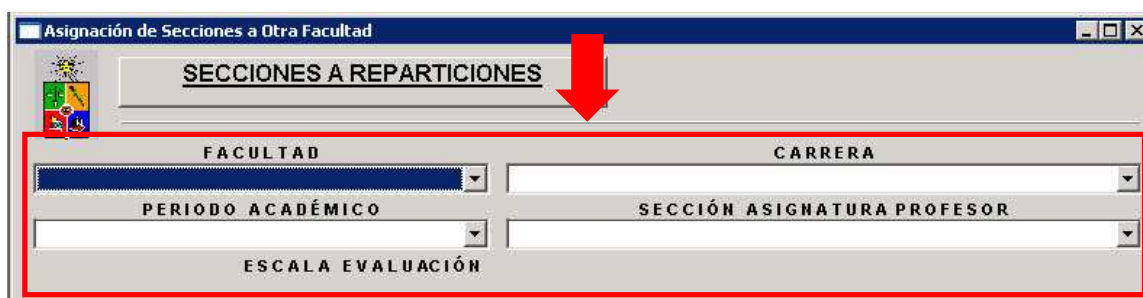 Asignación de Secciones a Otra Facultad
SECCIONES A REPARTICIONES
FACULTAD CARRERA
PERIODO ACADÉMICO SECCIÓN ASIGNATURA PROFESOR
ESCALA EVALUACIÓN